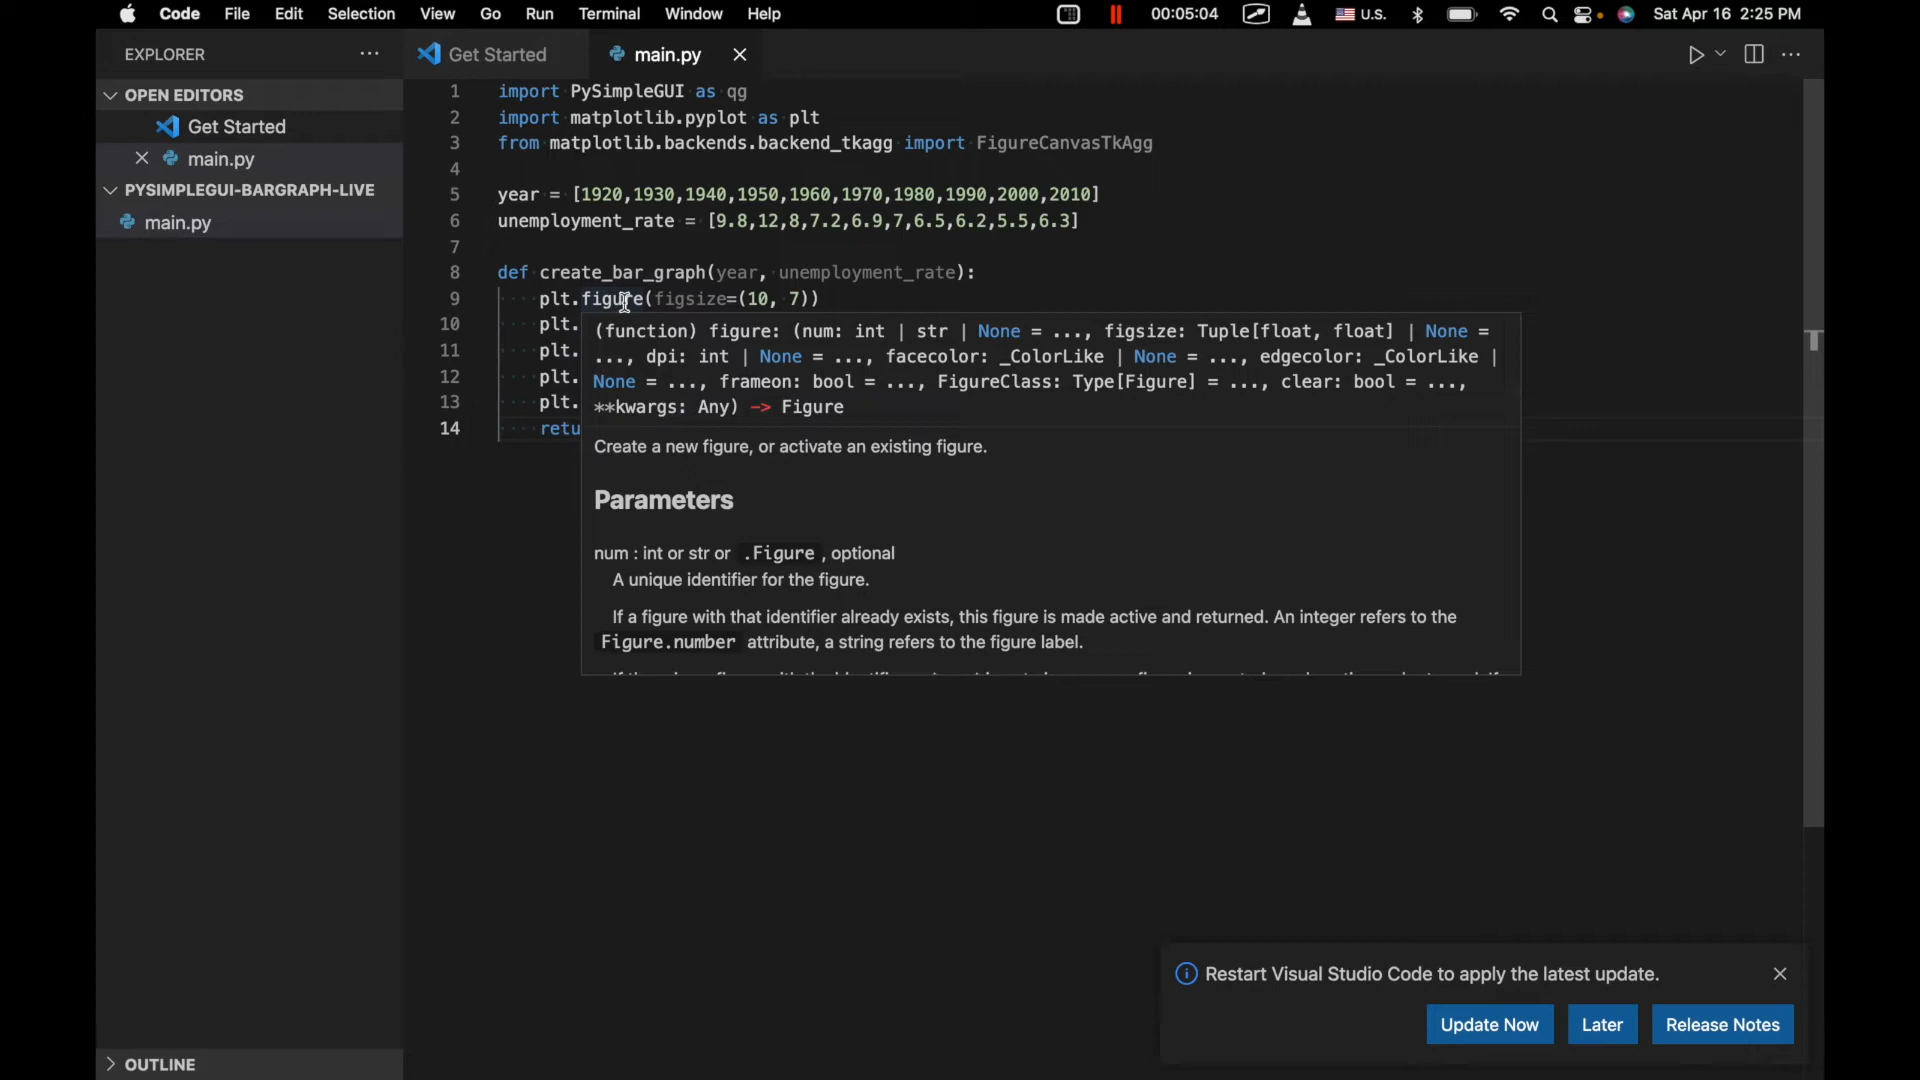 Code File Edit Selection View Go Run Terminal Window Help 00:05:04 U.S. Sat Apr 16 2:25 PM
EXPLORER ···
Get Started main.py
OPEN EDITORS
Get Started
main.py
PYSIMPLEGUI-BARGRAPH-LIVE
main.py
OUTLINE
1 import PySimpleGUI as qg
2 import matplotlib.pyplot as plt
3 from matplotlib.backends.backend_tkagg import FigureCanvasTkAgg
4
5 year = [1920,1930,1940,1950,1960,1970,1980,1990,2000,2010]
6 unemployment_rate = [9.8,12,8,7.2,6.9,7,6.5,6.2,5.5,6.3]
7
8 def create_bar_graph(year, unemployment_rate):
9 plt.figure(figsize=(10, 7))
10 plt.
11 plt.
12 plt.
13 plt.
14 retu
(function) figure: (num: int | str | None = ..., figsize: Tuple[float, float] | None =
..., dpi: int | None = ..., facecolor: _ColorLike | None = ..., edgecolor: _ColorLike |
None = ..., frameon: bool = ..., FigureClass: Type[Figure] = ..., clear: bool = ...,
**kwargs: Any) -> Figure
Create a new figure, or activate an existing figure.
Parameters
num : int or str or .Figure , optional
A unique identifier for the figure.
If a figure with that identifier already exists, this figure is made active and returned. An integer refers to the
Figure.number attribute, a string refers to the figure label.
Restart Visual Studio Code to apply the latest update.
Update Now Later Release Notes